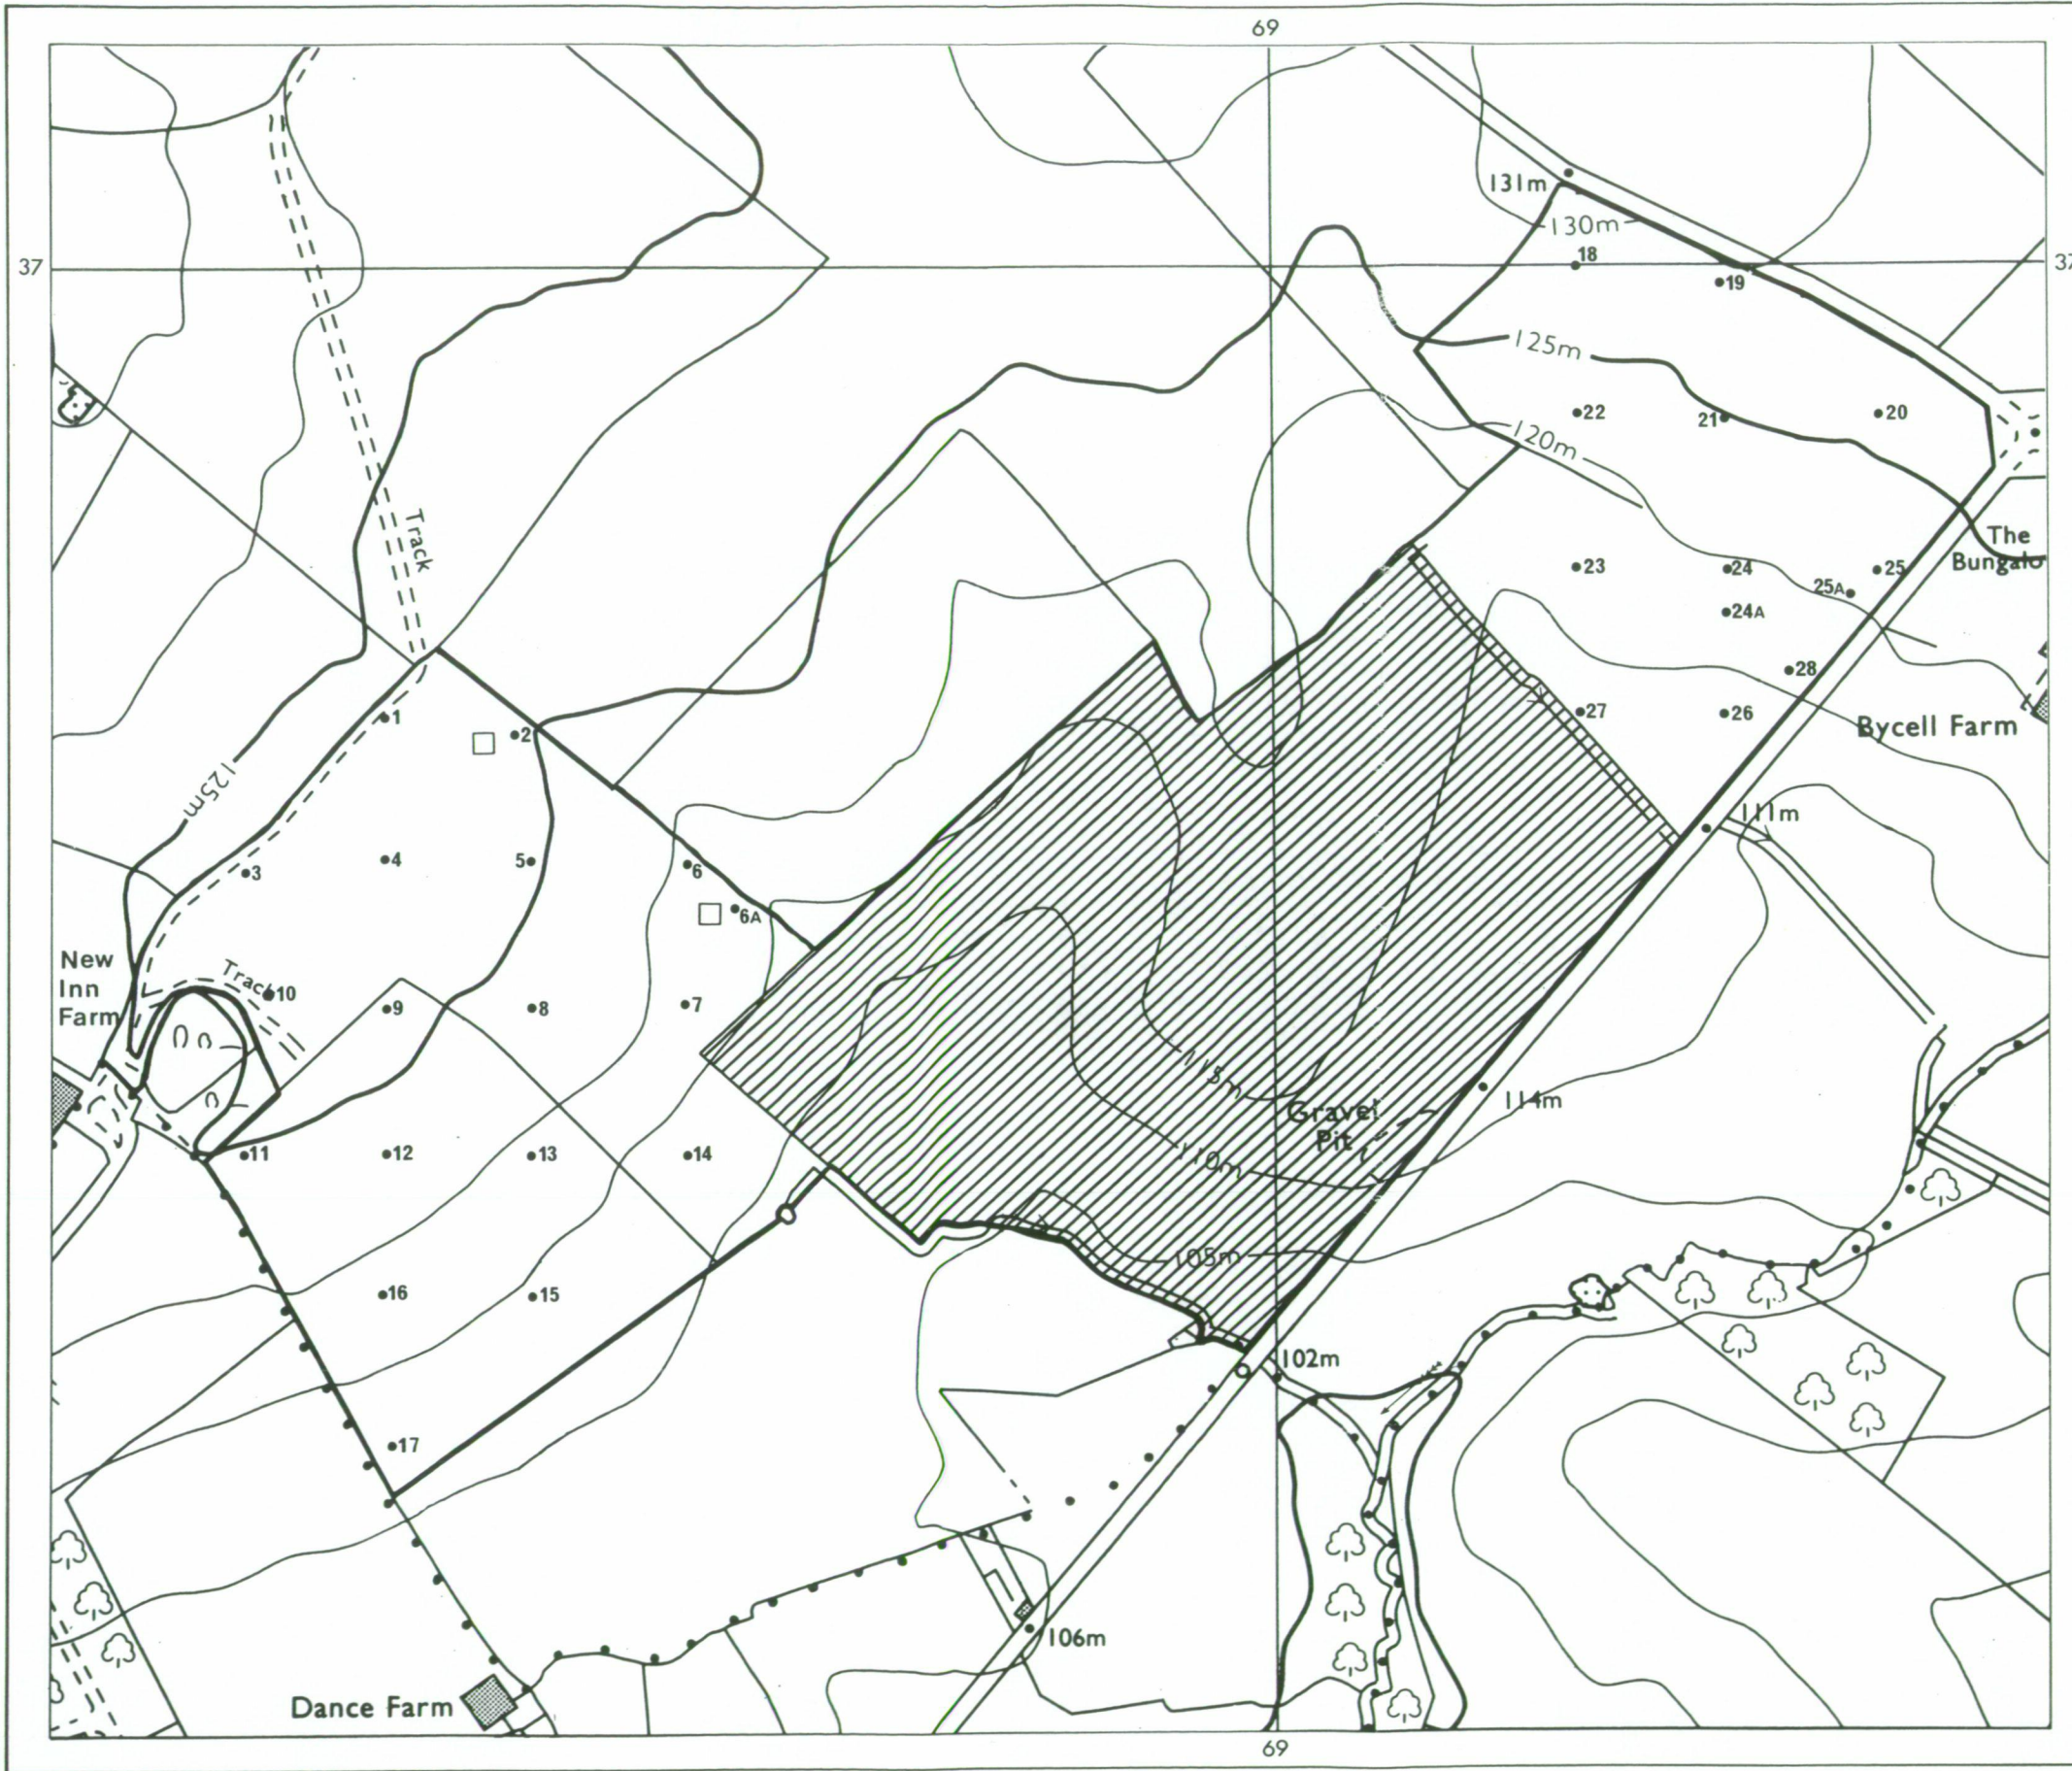 69
131m
130m
37
37
18
19
125m
22
21
20
120m
Track
The
Bungalo
23
24
25
25A
24A
28
1
2
27
26
Bycell Farm
125m
111m
3
4
5
6
6A
New
Inn
Farm
Track
10
9
8
7
115m
114m
Gravel
Pit
11
12
13
14
110m
105m
16
15
102m
17
106m
Dance Farm
69